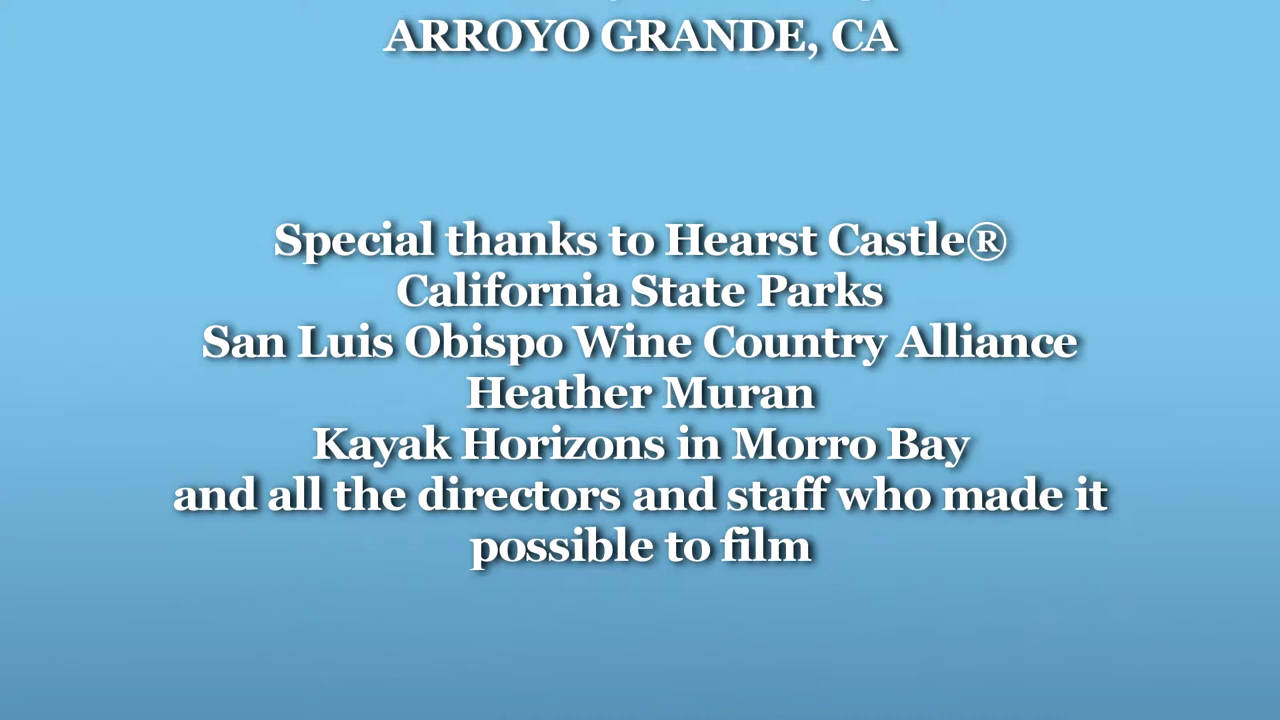 ARROYO GRANDE, CA
Special thanks to Hearst Castle®
California State Parks
San Luis Obispo Wine Country Alliance
Heather Muran
Kayak Horizons in Morro Bay
and all the directors and staff who made it
possible to film